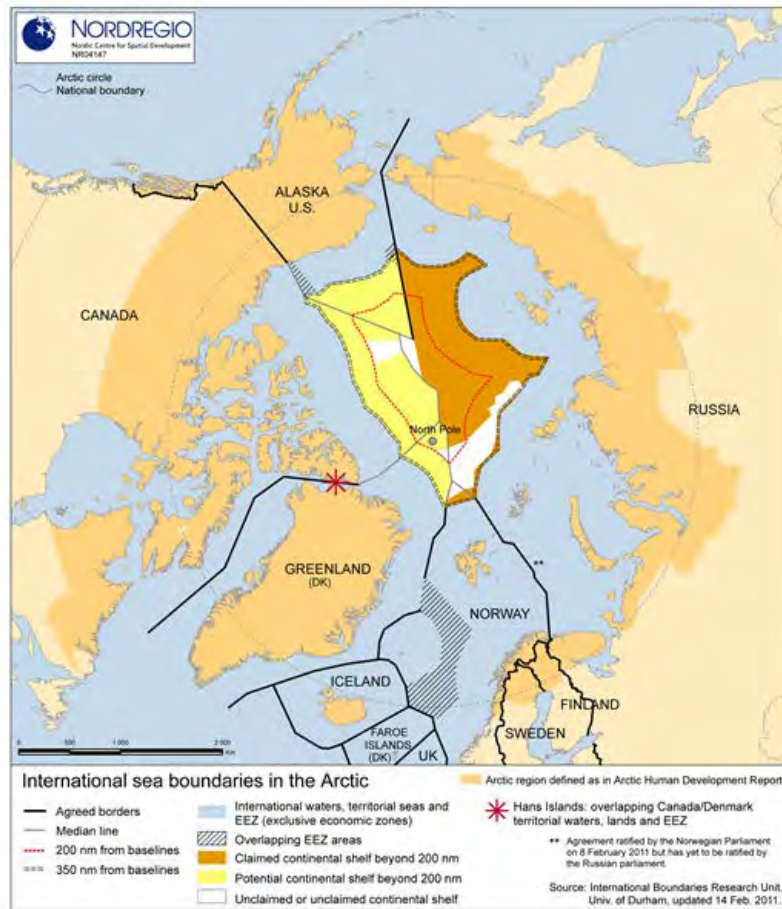 NORDREGIO
Nordic Centre for Spatial Development
NR04147
Arctic circle
National boundary
ALASKA
U.S.
CANADA
RUSSIA
North Pole
GREENLAND
(DK)
**
NORWAY
ICELAND
FINLAND
SWEDEN
FAROE
ISLANDS
(DK)
UK
0
500
1 000
2 000
Km
International sea boundaries in the Arctic
Agreed borders
Median line
200 nm from baselines
350 nm from baselines
International waters, territorial seas and
EEZ (exclusive economic zones)
Overlapping EEZ areas
Claimed continental shelf beyond 200 nm
Potential continental shelf beyond 200 nm
Unclaimed or unclaimed continental shelf
Arctic region defined as in Arctic Human Development Report
Hans Islands: overlapping Canada/Denmark
territorial waters, lands and EEZ
** Agreement ratified by the Norwegian Parliament
on 8 February 2011 but has yet to be ratified by
the Russian parliament.
Source: International Boundaries Research Unit,
Univ. of Durham, updated 14 Feb. 2011.